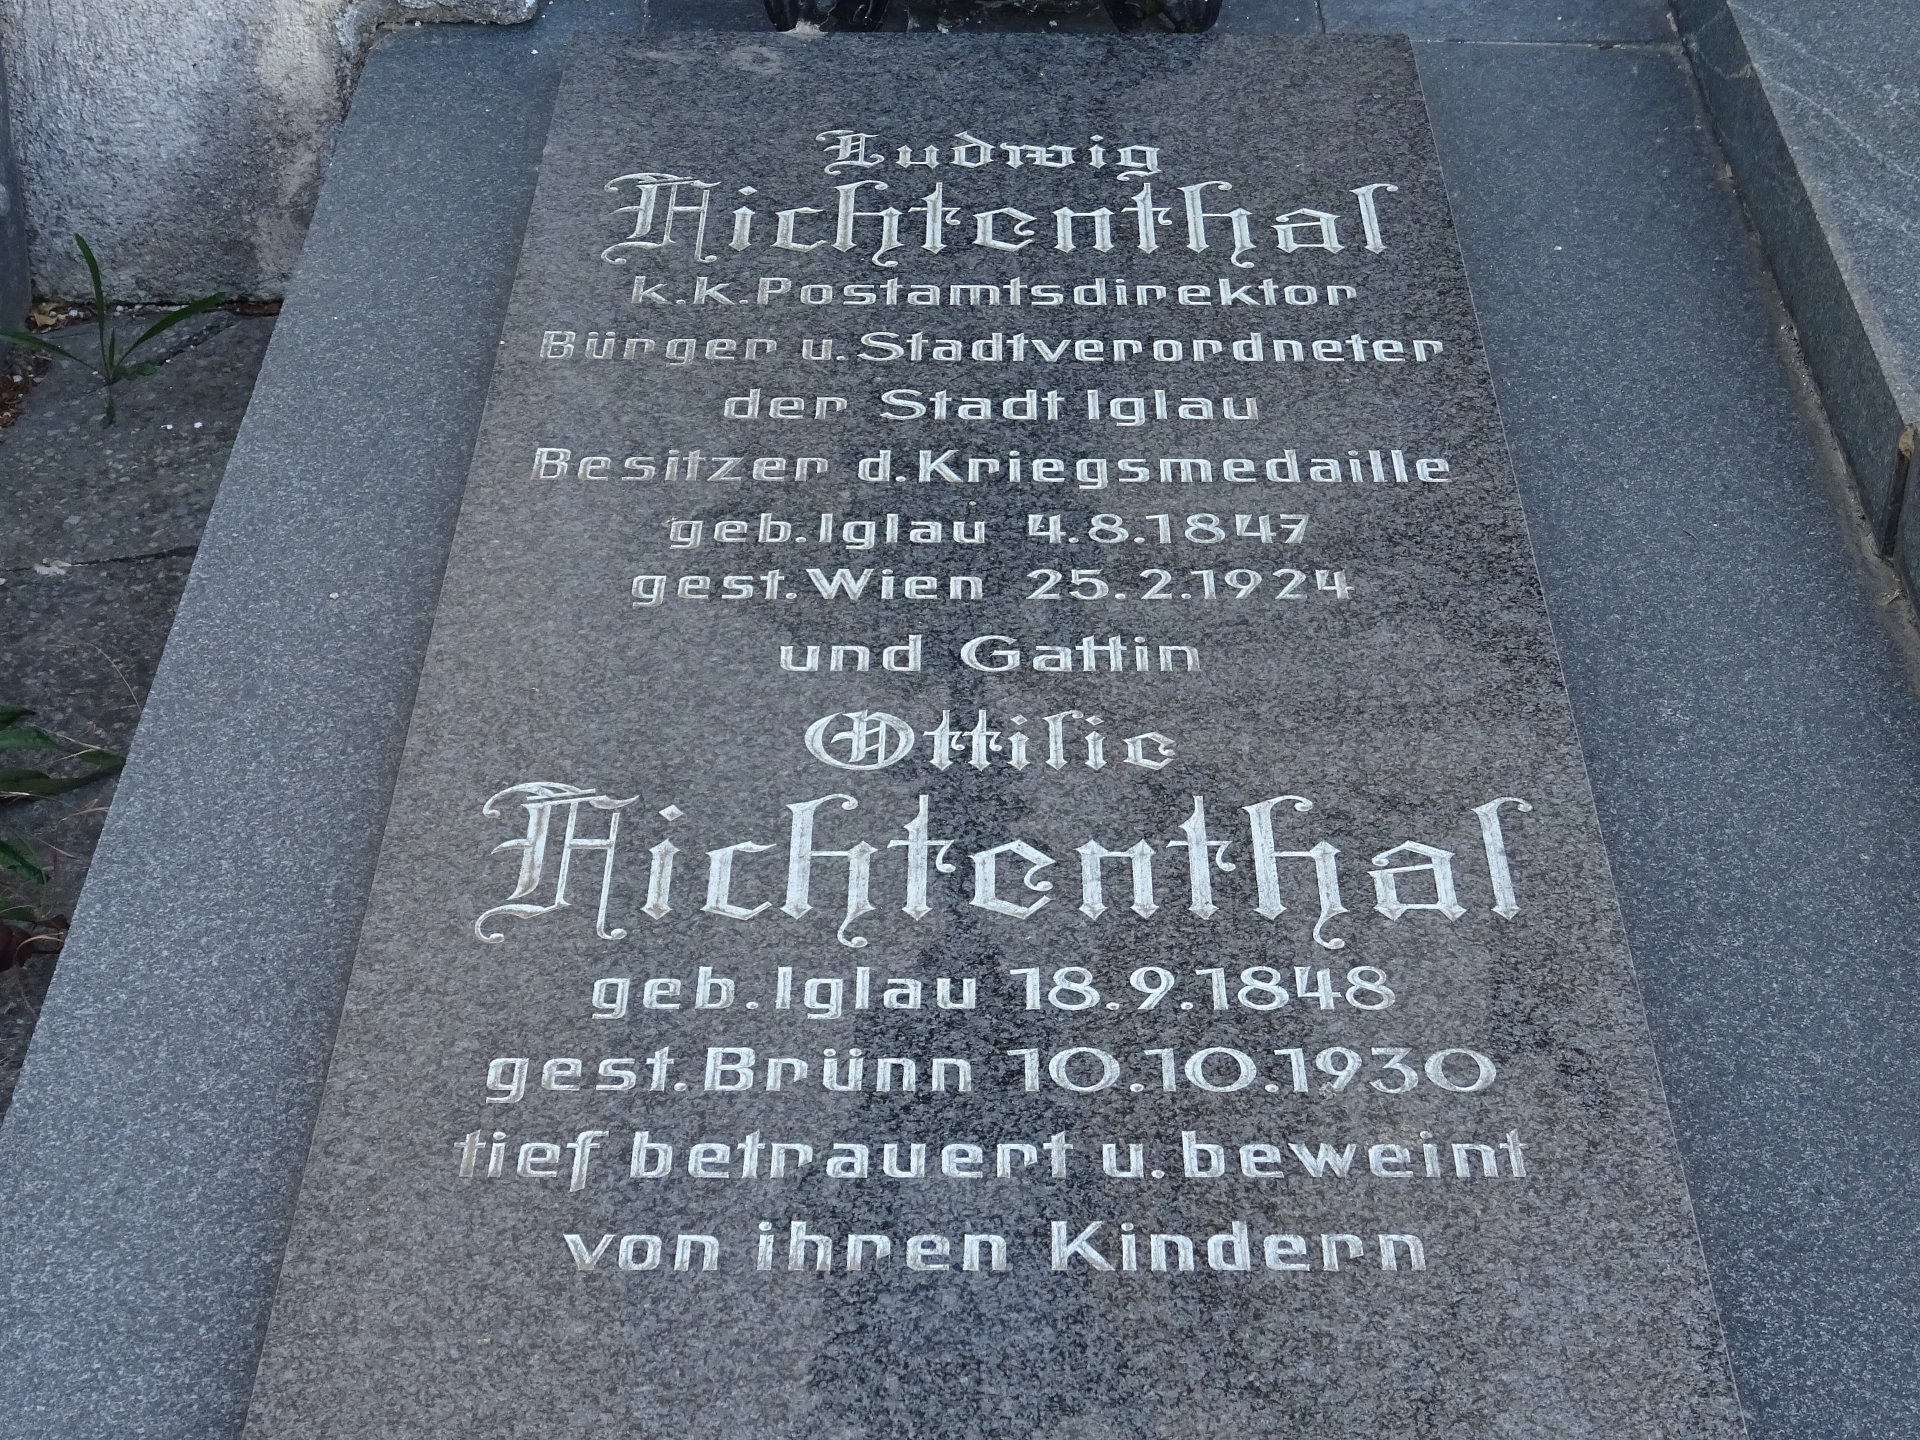 Ludwig
Fichtenthal
k.k.Postamtsdirektor
Bürger u. Stadtverordneter
der Stadt Iglau
Besitzer d. Kriegsmedaille
geb. Iglau 4.8.1847
gest. Wien 25.2.1924
und Gattin
Ottilie
Fichtenthal
geb. Iglau 18.9.1848
gest. Brünn 10.10.1930
tief betrauert u. beweint
von ihren Kindern